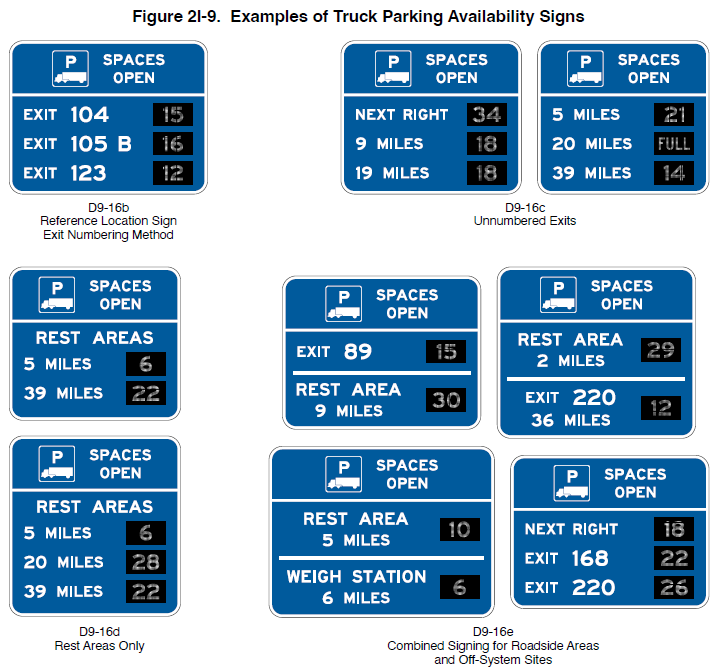 Figure 2I-9. Examples of Truck Parking Availability Signs
P SPACES
OPEN
EXIT 104 15
EXIT 105 B 16
EXIT 123 12
D9-16b
Reference Location Sign
Exit Numbering Method
P SPACES
OPEN
NEXT RIGHT 34
9 MILES 18
19 MILES 18
P SPACES
OPEN
5 MILES 21
20 MILES FULL
39 MILES 14
D9-16c
Unnumbered Exits
P SPACES
OPEN
REST AREAS
5 MILES 6
39 MILES 22
P SPACES
OPEN
REST AREAS
5 MILES 6
20 MILES 28
39 MILES 22
D9-16d
Rest Areas Only
P SPACES
OPEN
EXIT 89 15
REST AREA
9 MILES 30
P SPACES
OPEN
REST AREA
2 MILES 29
EXIT 220
36 MILES 12
P SPACES
OPEN
REST AREA
5 MILES 10
WEIGH STATION
6 MILES 6
P SPACES
OPEN
NEXT RIGHT 18
EXIT 168 22
EXIT 220 26
D9-16e
Combined Signing for Roadside Areas
and Off-System Sites